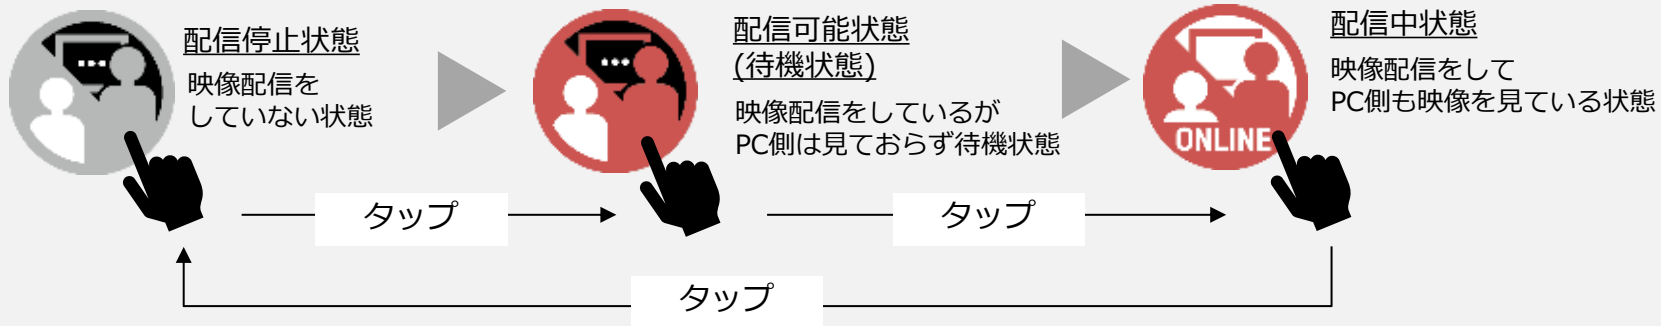 配信停止状態
映像配信を
していない状態
配信可能状態
(待機状態)
映像配信をしているが
PC側は見ておらず待機状態
ONLINE
配信中状態
映像配信をして
PC側も映像を見ている状態
タップ
タップ
タップ